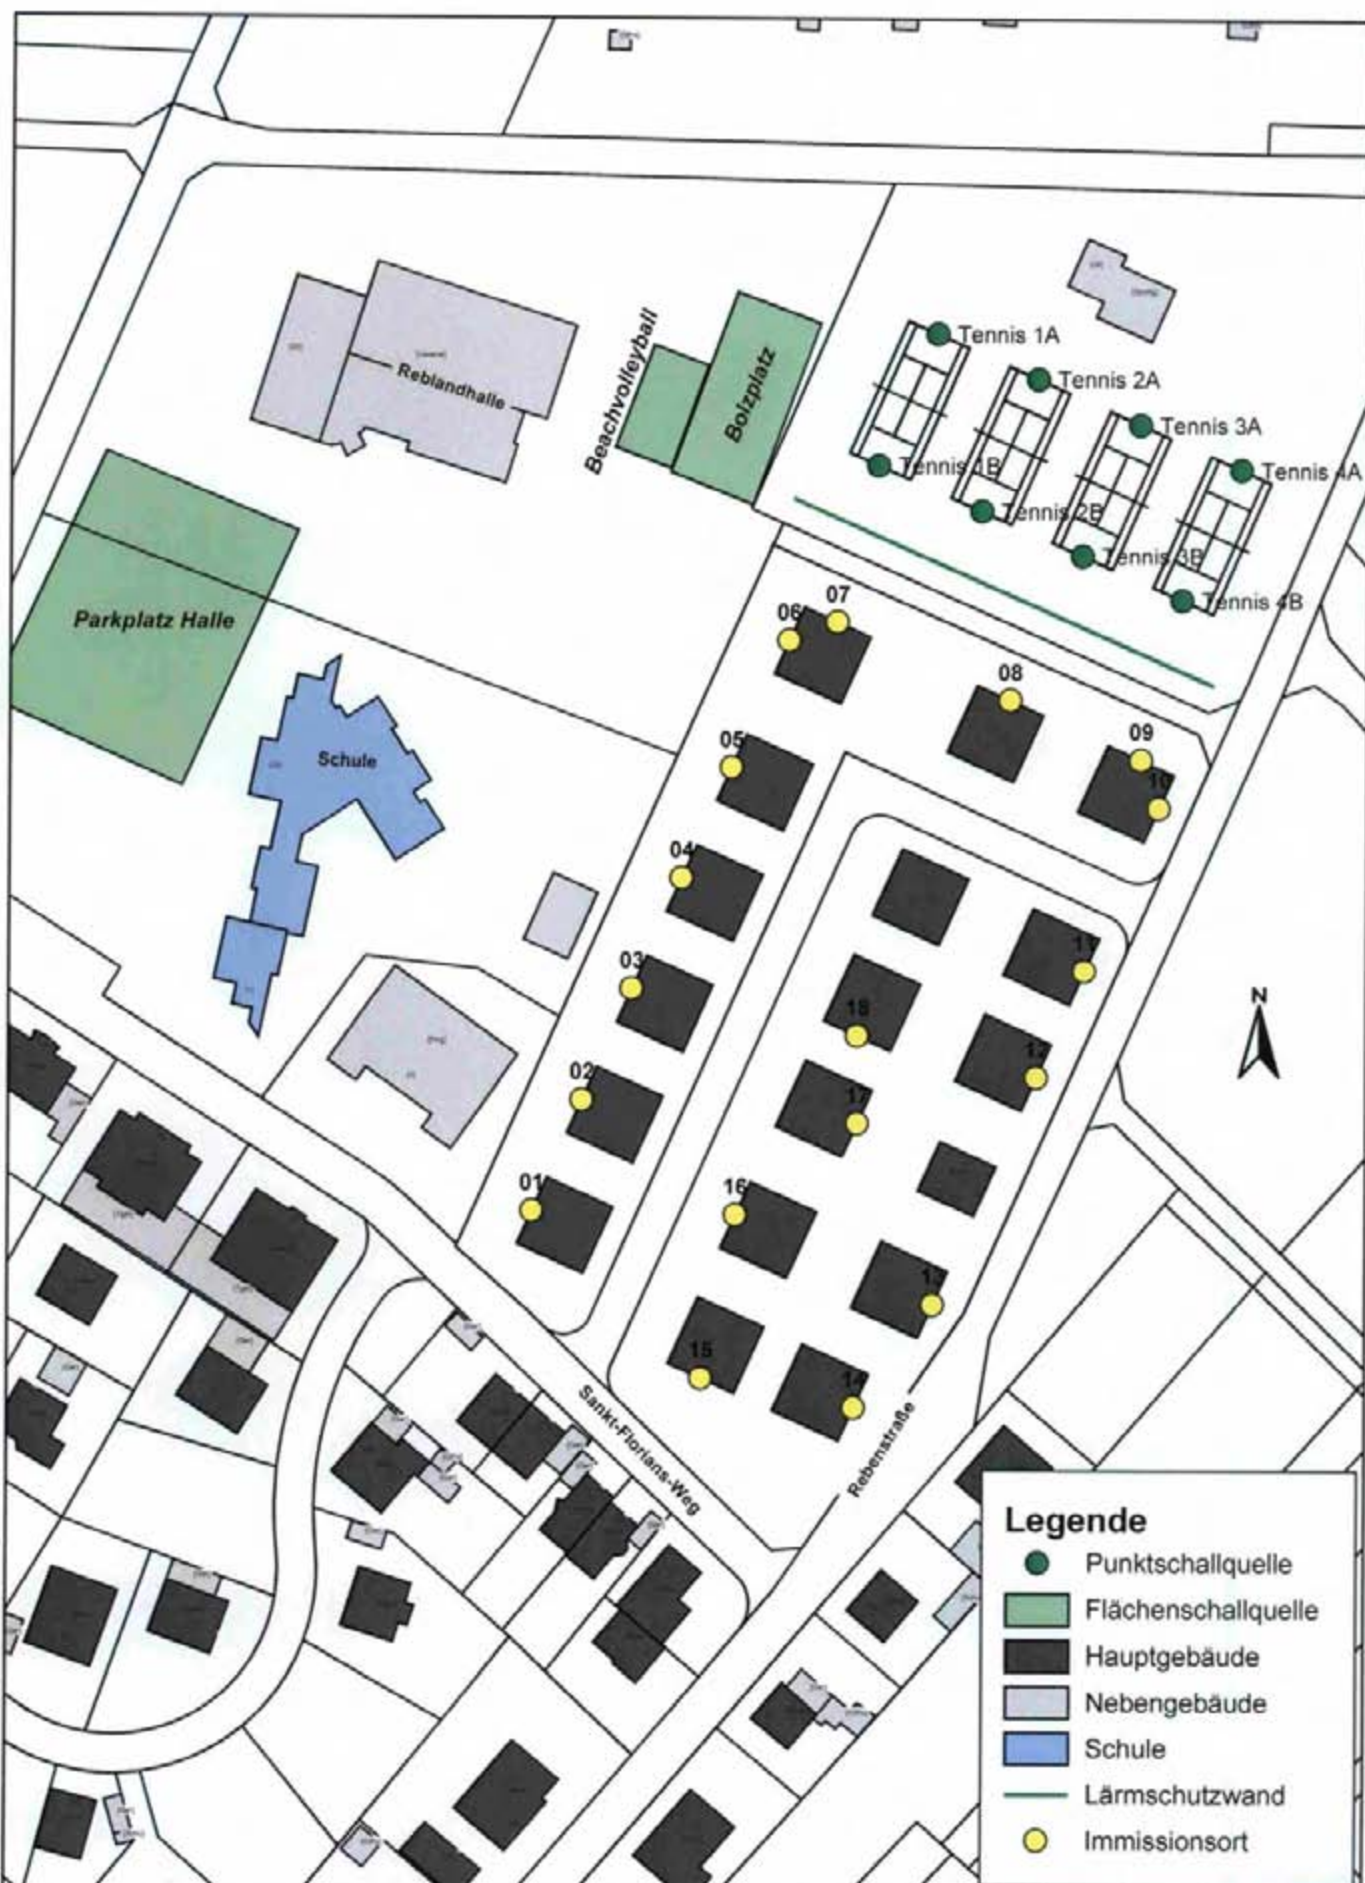 Tennis 1A
Tennis 2A
Tennis 3A
Tennis 4A
Tennis 1B
Tennis 2B
Tennis 3B
Tennis 4B
Reblandhalle
Beachvolleyball
Bolzplatz
Parkplatz Halle
Schule
07
06
08
09
05
10
04
11
03
18
12
02
17
01
16
13
15
14
N
Sankt-Florians-Weg
Rebenstraße
Legende
Punktschallquelle
Flächenschallquelle
Hauptgebäude
Nebengebäude
Schule
Lärmschutzwand
Immissionsort